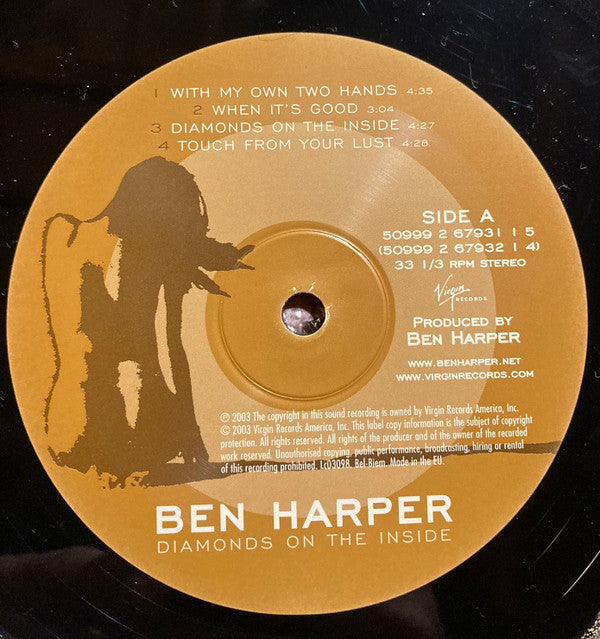 1 WITH MY OWN TWO HANDS 4:35
2 WHEN IT'S GOOD 3:04
3 DIAMONDS ON THE INSIDE 4:27
4 TOUCH FROM YOUR LUST 4:28
SIDE A
50999 2 67931 1 5
(50999 2 67932 1 4)
33 1/3 RPM STEREO
Virgin
RECORDS
PRODUCED BY
BEN HARPER
WWW.BENHARPER.NET
WWW.VIRGINRECORDS.COM
℗ 2003 The copyright in this sound recording is owned by Virgin Records America, Inc.
© 2003 Virgin Records America, Inc. This label copy information is the subject of copyright
protection. All rights reserved. All rights of the producer and of the owner of the recorded
work reserved. Unauthorised copying, public performance, broadcasting, hiring or rental
of this recording prohibited. Lc03098. Bel-Biem. Made in the EU.
BEN HARPER
DIAMONDS ON THE INSIDE